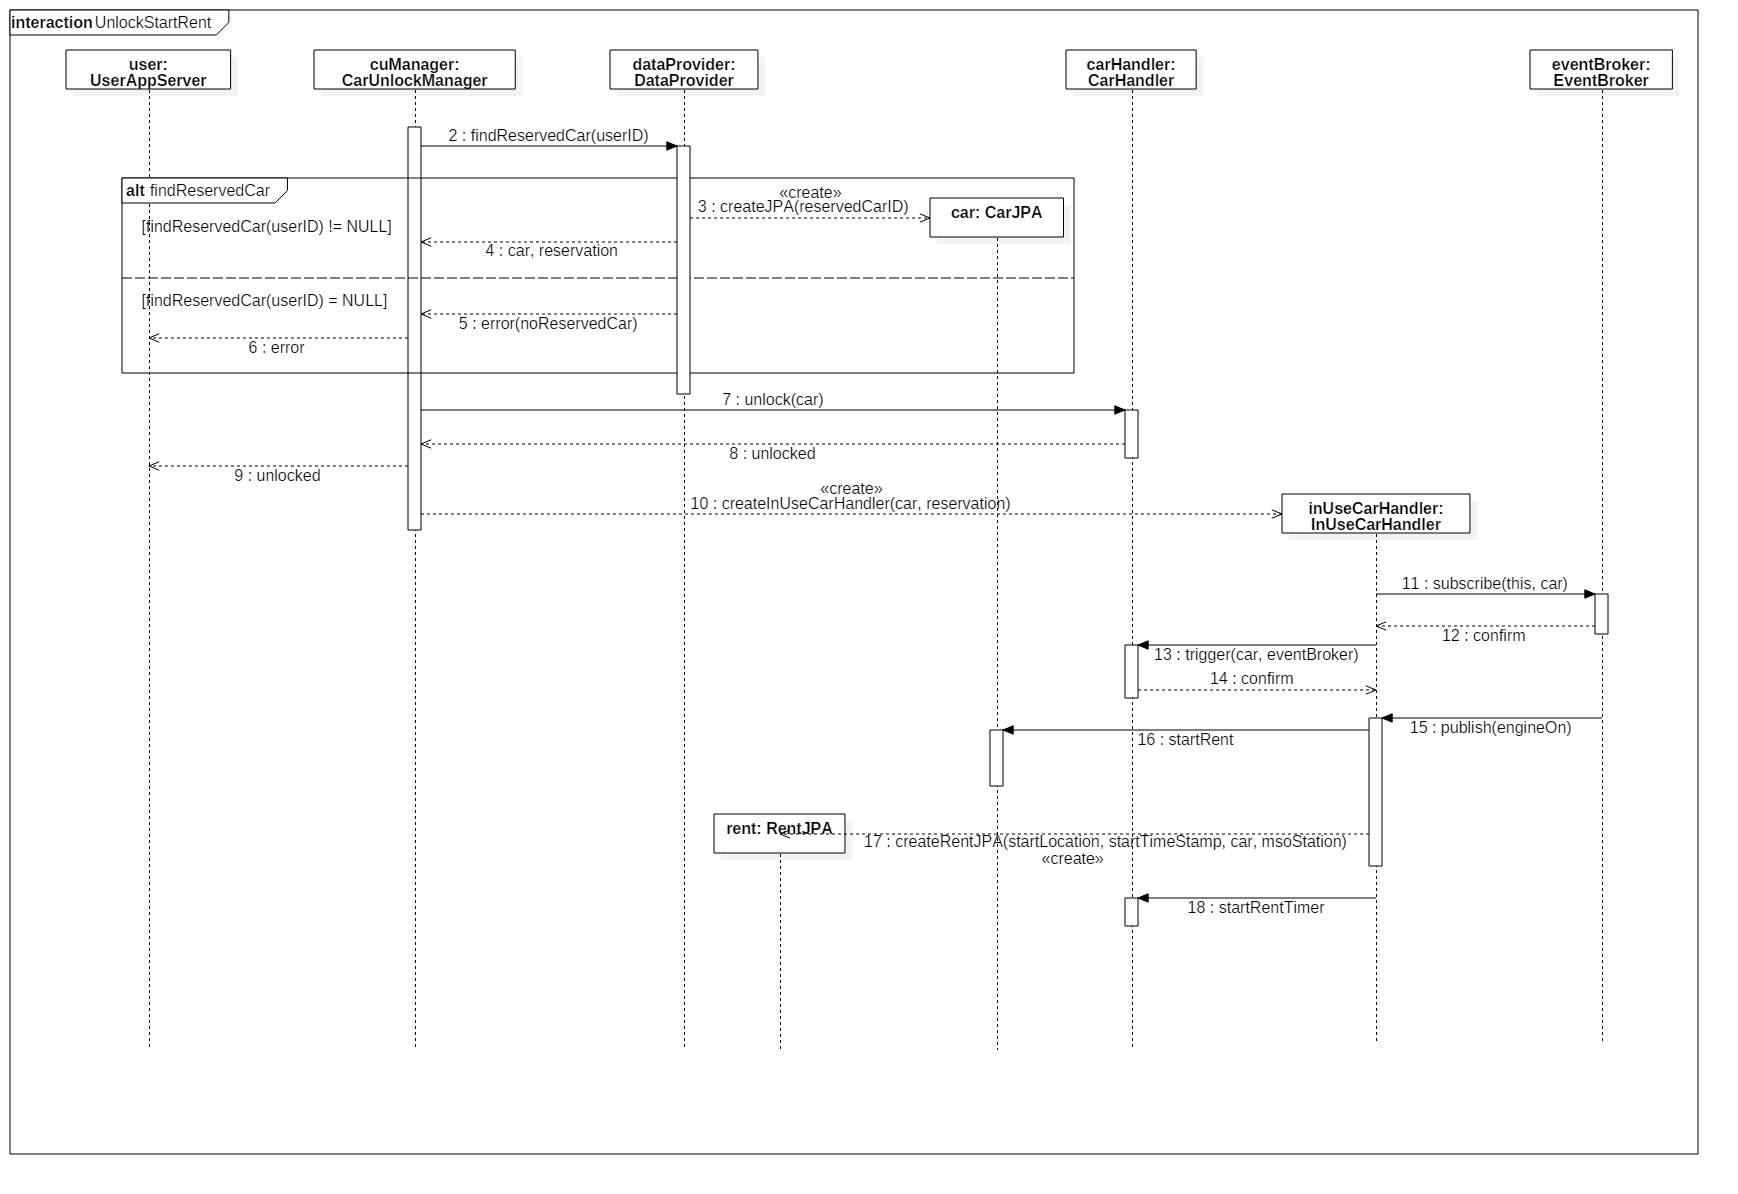 interaction UnlockStartRent
user:
UserAppServer
cuManager:
CarUnlockManager
dataProvider:
DataProvider
carHandler:
CarHandler
eventBroker:
EventBroker
2 : findReservedCar(userID)
alt findReservedCar
«create»
3 : createJPA(reservedCarID)
car: CarJPA
[findReservedCar(userID) != NULL]
4 : car, reservation
[findReservedCar(userID) = NULL]
5 : error(noReservedCar)
6 : error
7 : unlock(car)
8 : unlocked
9 : unlocked
«create»
10 : createInUseCarHandler(car, reservation)
inUseCarHandler:
InUseCarHandler
11 : subscribe(this, car)
12 : confirm
13 : trigger(car, eventBroker)
14 : confirm
15 : publish(engineOn)
16 : startRent
rent: RentJPA
17 : createRentJPA(startLocation, startTimeStamp, car, msoStation)
«create»
18 : startRentTimer